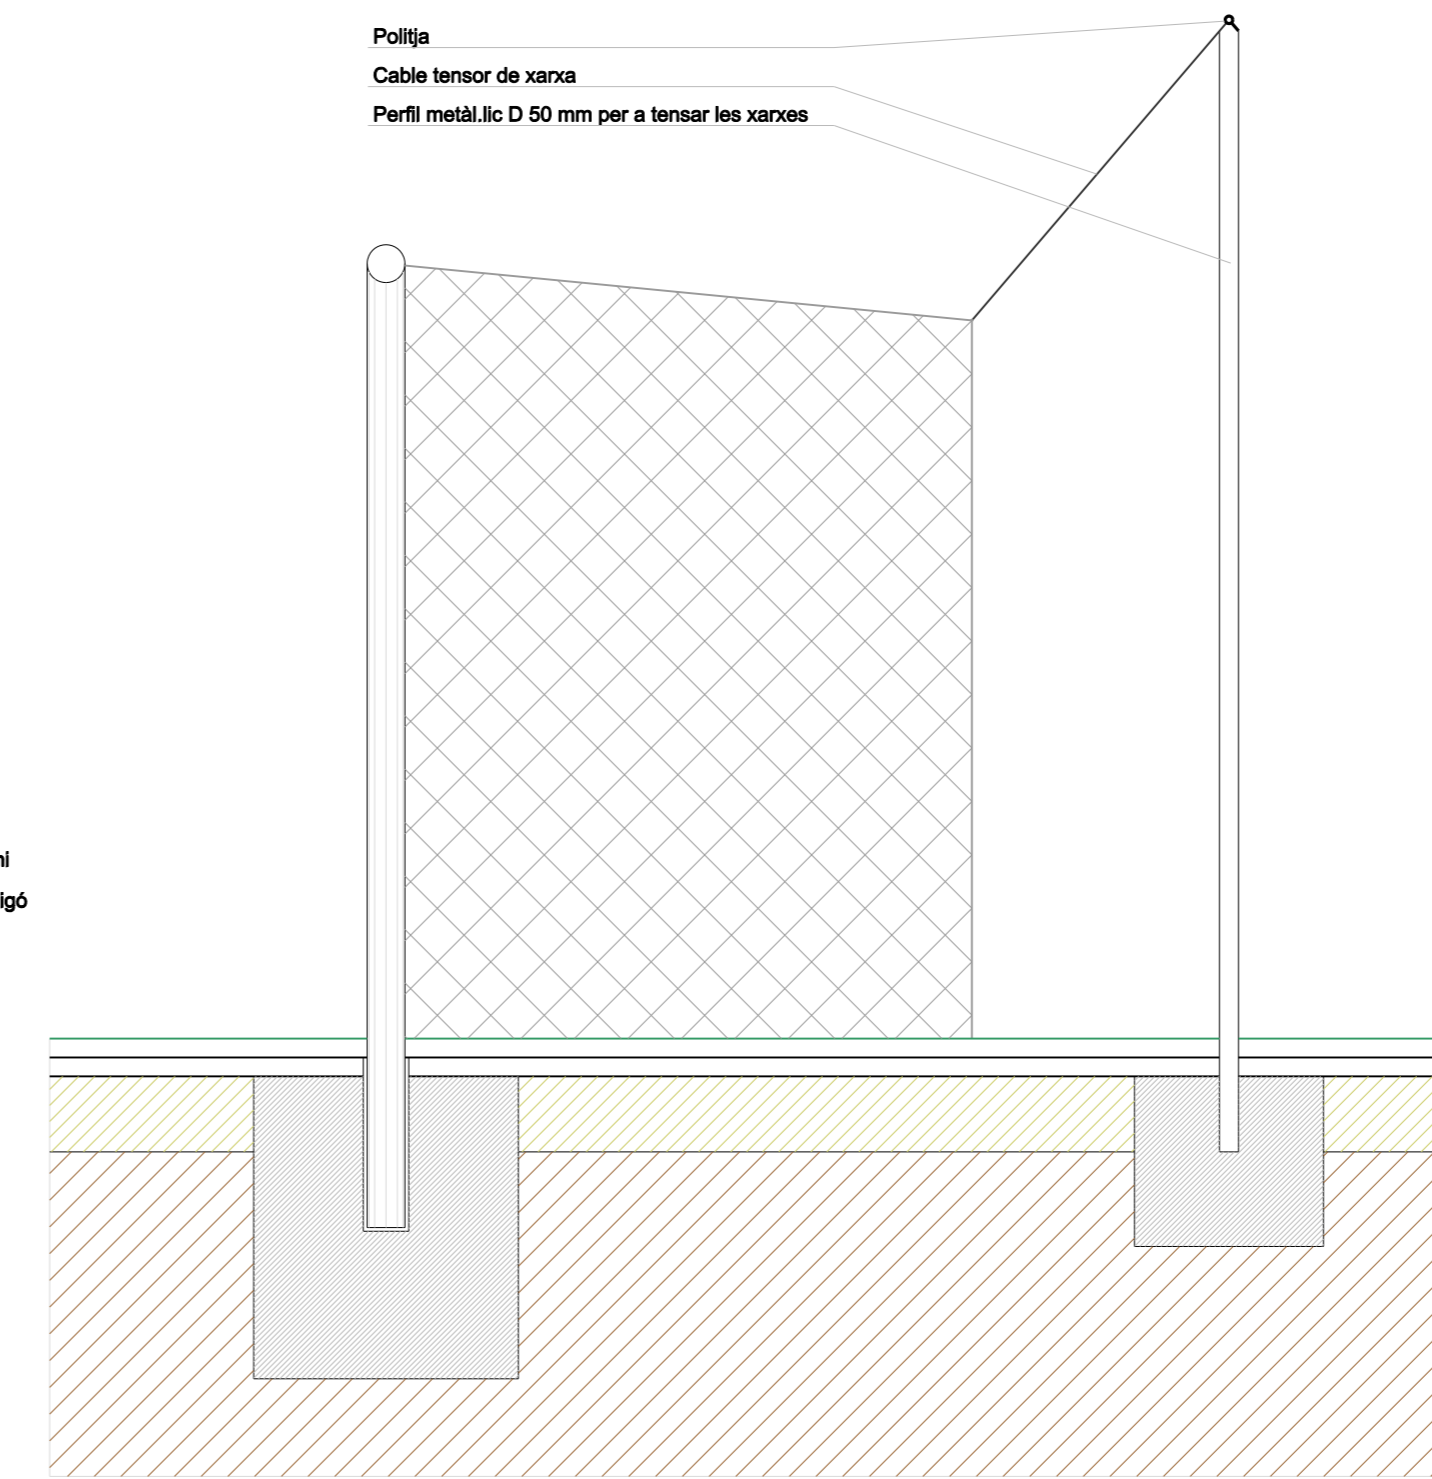 Politja
Cable tensor de xarxa
Perfil metàl.lic D 50 mm per a tensar les xarxes